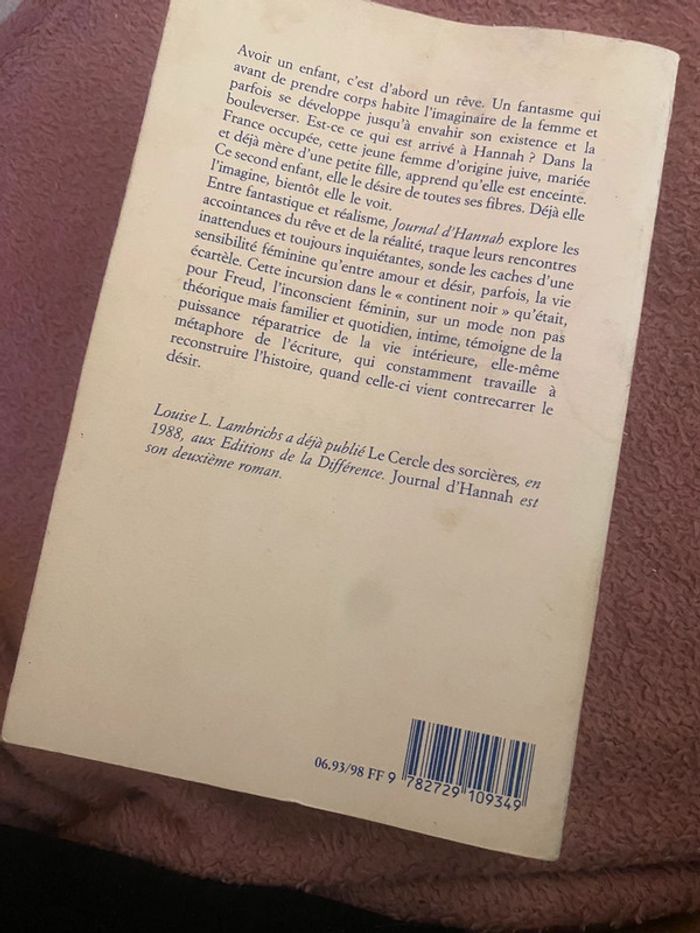 Avoir un enfant, c'est d'abord un rêve. Un fantasme qui
avant de prendre corps habite l'imaginaire de la femme et
parfois se développe jusqu'à envahir son existence et la
bouleverser. Est-ce ce qui est arrivé à Hannah ? Dans la
France occupée, cette jeune femme d'origine juive, mariée
et déjà mère d'une petite fille, apprend qu'elle est enceinte.
Ce second enfant, elle le désire de toutes ses fibres. Déjà elle
l'imagine, bientôt elle le voit.
Entre fantastique et réalisme, Journal d'Hannah explore les
accointances du rêve et de la réalité, traque leurs rencontres
inattendues et toujours inquiétantes, sonde les caches d'une
sensibilité féminine qu'entre amour et désir, parfois, la vie
écartèle. Cette incursion dans le « continent noir » qu'était,
pour Freud, l'inconscient féminin, sur un mode non pas
théorique mais familier et quotidien, intime, témoigne de la
puissance réparatrice de la vie intérieure, elle-même
métaphore de l'écriture, qui constamment travaille à
reconstruire l'histoire, quand celle-ci vient contrecarrer le
désir.
Louise L. Lambrichs a déjà publié Le Cercle des sorcières, en
1988, aux Editions de la Différence. Journal d'Hannah est
son deuxième roman.
06.93/98 FF 9 782729 109349